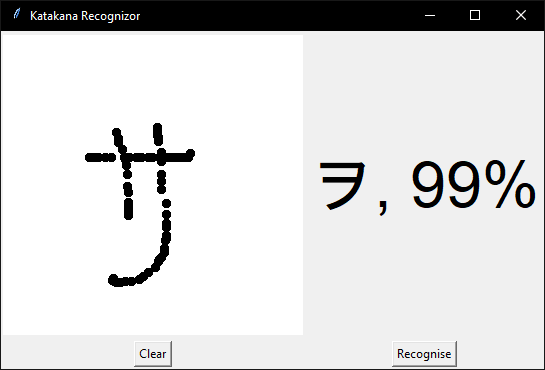 Katakana Recognizor
サ
ヲ, 99%
Clear
Recognise